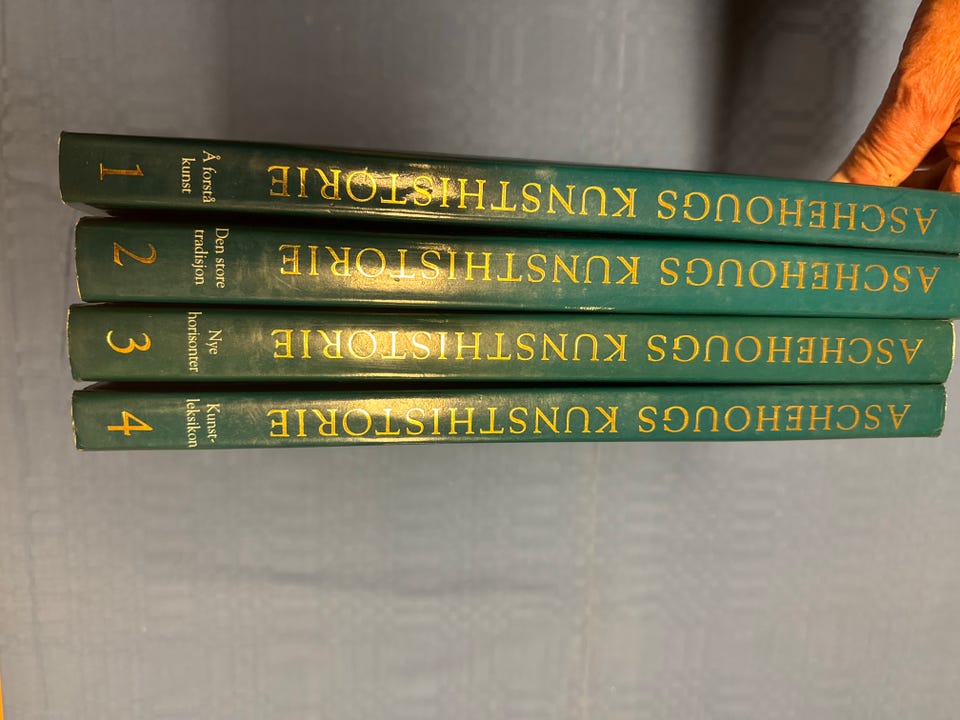 ASCHEHOUGS KUNSTHISTORIE
Å forstå
kunst
1
ASCHEHOUGS KUNSTHISTORIE
Den store
tradisjon
2
ASCHEHOUGS KUNSTHISTORIE
Nye
horisonter
3
ASCHEHOUGS KUNSTHISTORIE
Kunst-
leksikon
4